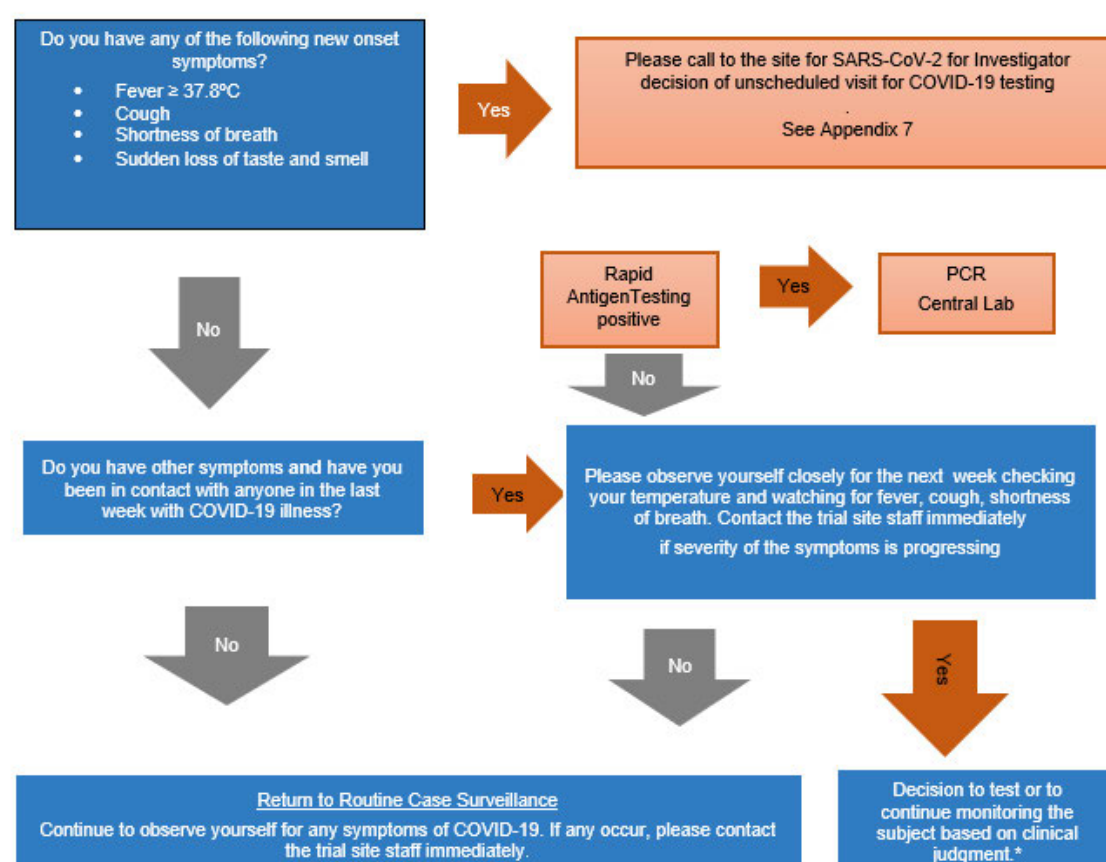 Do you have any of the following new onset
symptoms?
• Fever ≥ 37.8ºC
• Cough
• Shortness of breath
• Sudden loss of taste and smell
Yes
Please call to the site for SARS-CoV-2 for Investigator
decision of unscheduled visit for COVID-19 testing
.
See Appendix 7
No
Rapid
AntigenTesting
positive
Yes
PCR
Central Lab
No
Do you have other symptoms and have you
been in contact with anyone in the last
week with COVID-19 illness?
Yes
Please observe yourself closely for the next week checking
your temperature and watching for fever, cough, shortness
of breath. Contact the trial site staff immediately
if severity of the symptoms is progressing
No
No
Yes
Return to Routine Case Surveillance
Continue to observe yourself for any symptoms of COVID-19. If any occur, please contact
the trial site staff immediately.
Decision to test or to
continue monitoring the
subject based on clinical
judgment.*